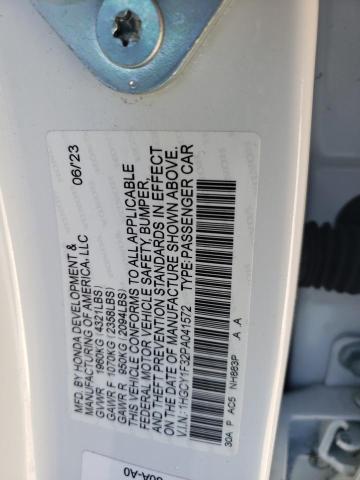 MFD. BY HONDA DEVELOPMENT & 06/'23
MANUFACTURING OF AMERICA, LLC
GVWR 1960KG (4321LBS)
GAWR F 1070KG (2358LBS)
GAWR R 950KG (2094LBS)
THIS VEHICLE CONFORMS TO ALL APPLICABLE
FEDERAL MOTOR VEHICLE SAFETY, BUMPER,
AND THEFT PREVENTION STANDARDS IN EFFECT
ON THE DATE OF MANUFACTURE SHOWN ABOVE.
V.I.N.: 1HGCY1F32PA041572 TYPE:PASSENGER CAR
30A P AC5 NH883P A A
30A-A0